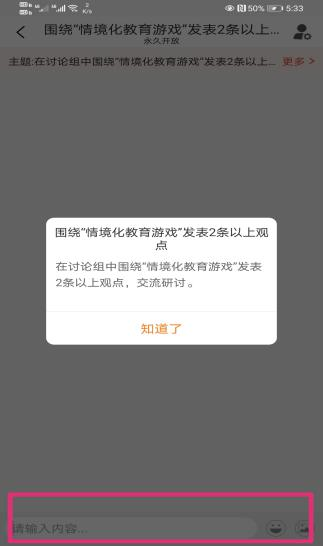 2
K/s
50%
5:33
围绕“情境化教育游戏”发表2条以上...
永久开放
主题:在讨论组中围绕“情境化教育游戏”发表2条以上...
更多 >
围绕“情境化教育游戏”发表2条以上观
点
在讨论组中围绕“情境化教育游戏”发表
2条以上观点，交流研讨。
知道了
请输入内容...